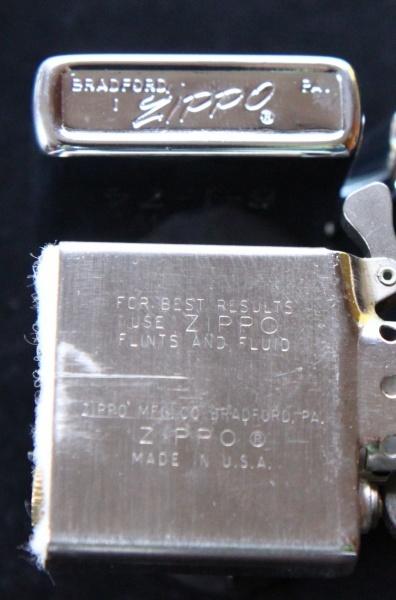 BRADFORD, PA.
I ZIPPO®
FOR BEST RESULTS
USE ZIPPO
FLINTS AND FLUID
ZIPPO MFG. CO. BRADFORD, PA.
ZIPPO®
MADE IN U.S.A.